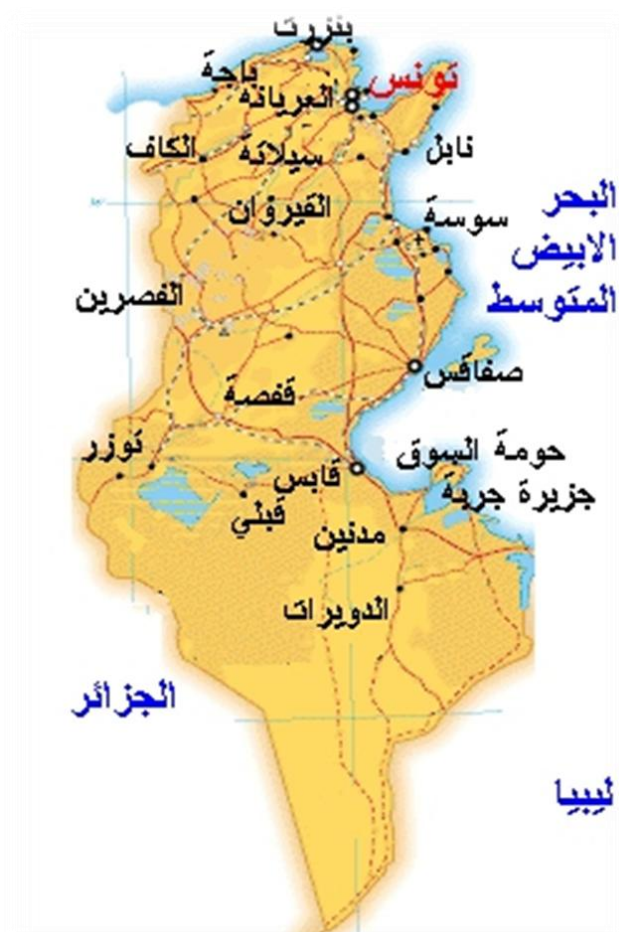 بنزرت
باجة
تونس
العريانة
الكاف
سيلانة
نابل
القيروان
سوسة
البحر
الابيض
المتوسط
القصرين
صفاقس
قفصة
توزر
حومة السوق
قابس
جزيرة جربة
قبلي
مدنين
الدويرات
الجزائر
ليبيا